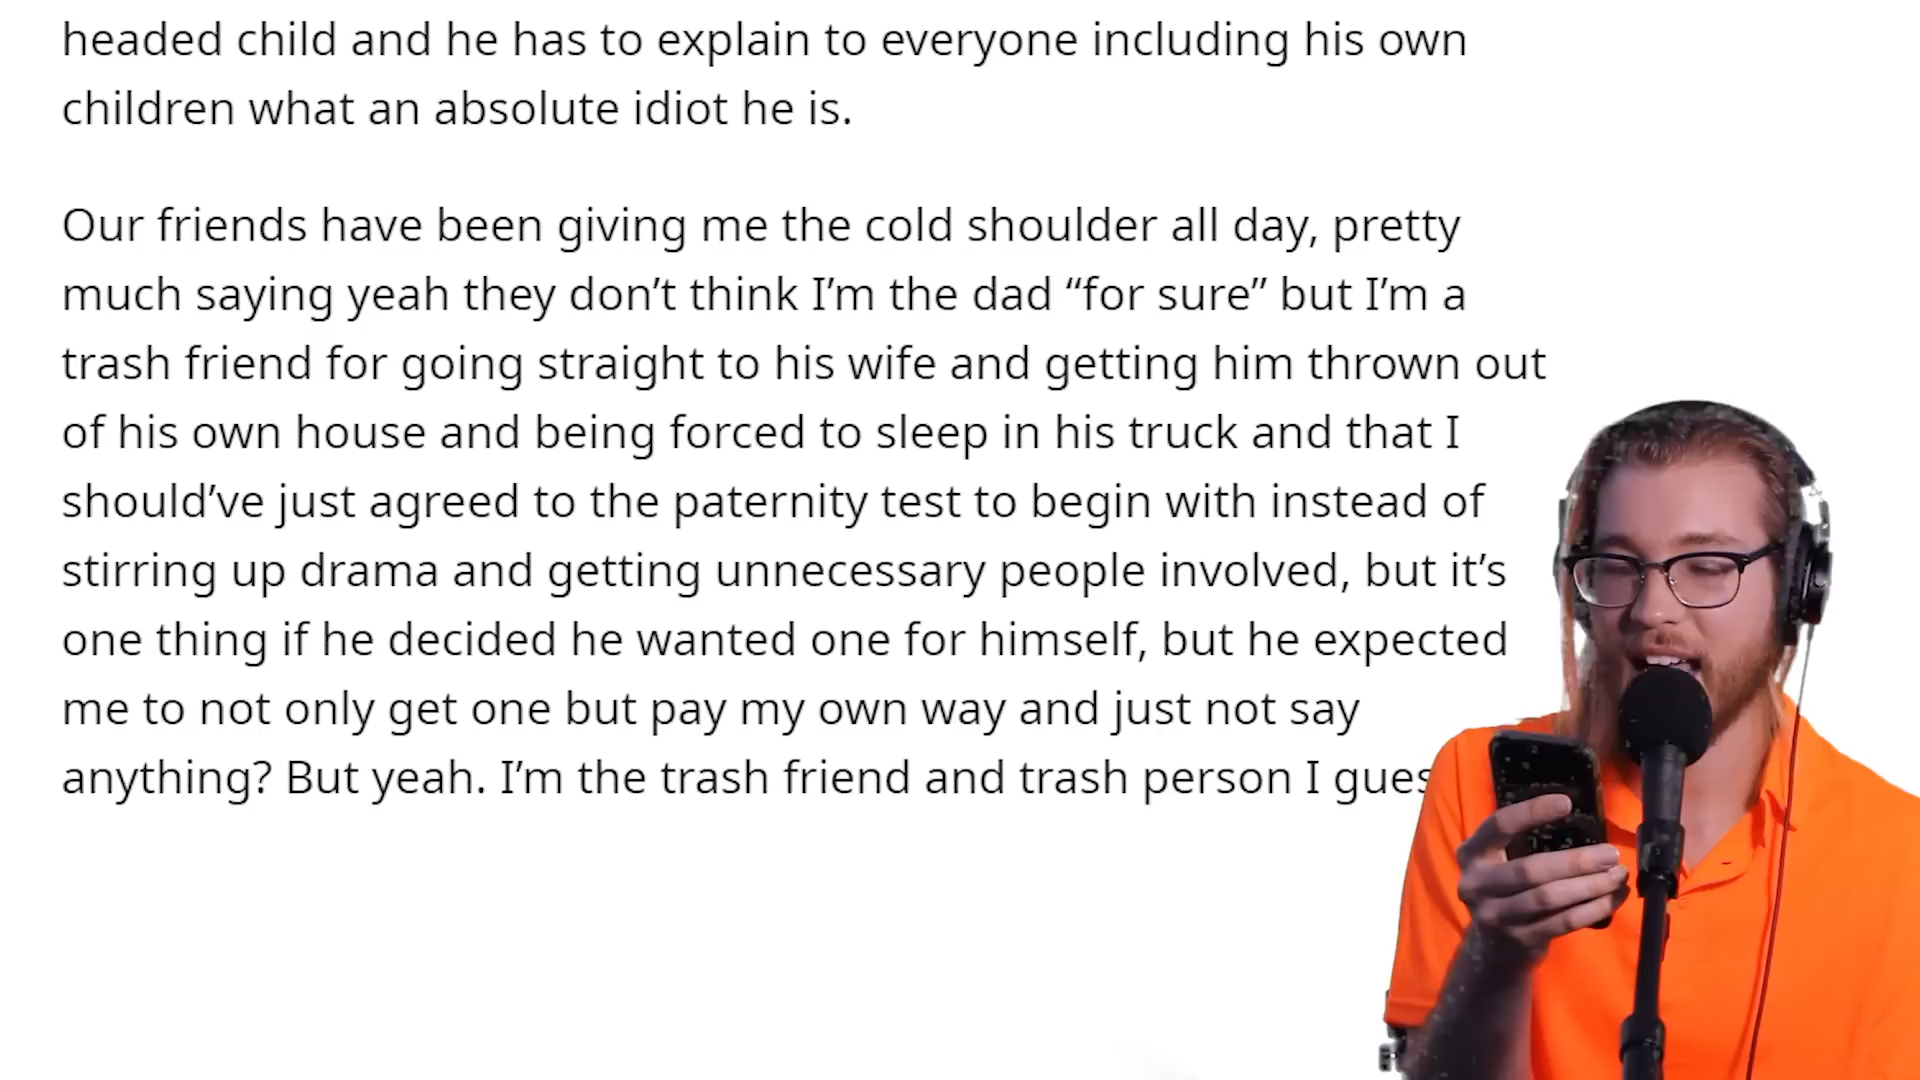 headed child and he has to explain to everyone including his own
children what an absolute idiot he is.
Our friends have been giving me the cold shoulder all day, pretty
much saying yeah they don’t think I’m the dad “for sure” but I’m a
trash friend for going straight to his wife and getting him thrown out
of his own house and being forced to sleep in his truck and that I
should’ve just agreed to the paternity test to begin with instead of
stirring up drama and getting unnecessary people involved, but it’s
one thing if he decided he wanted one for himself, but he expected
me to not only get one but pay my own way and just not say
anything? But yeah. I’m the trash friend and trash person I gues